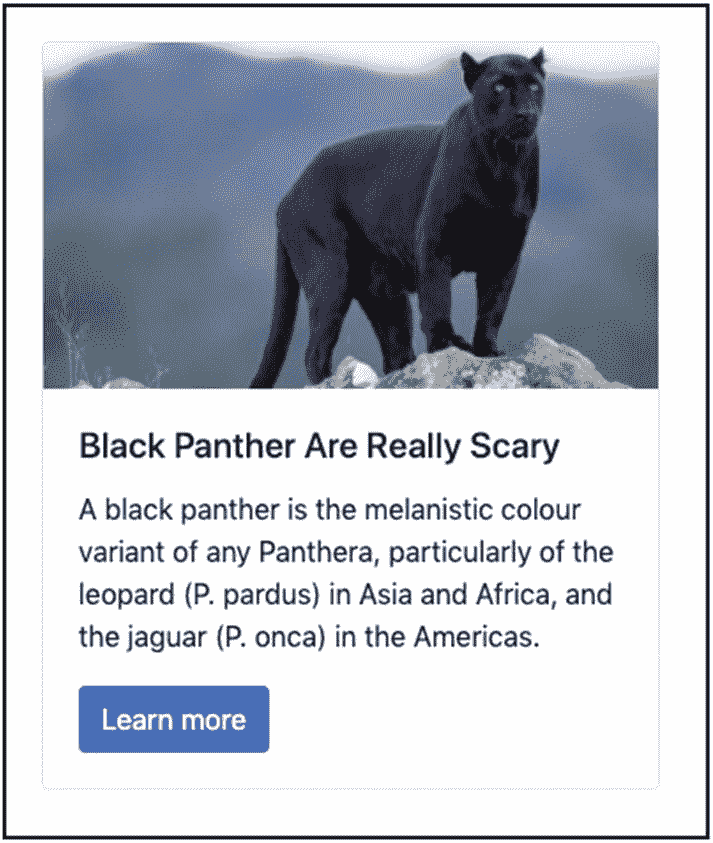 Black Panther Are Really Scary
A black panther is the melanistic colour
variant of any Panthera, particularly of the
leopard (P. pardus) in Asia and Africa, and
the jaguar (P. onca) in the Americas.
Learn more